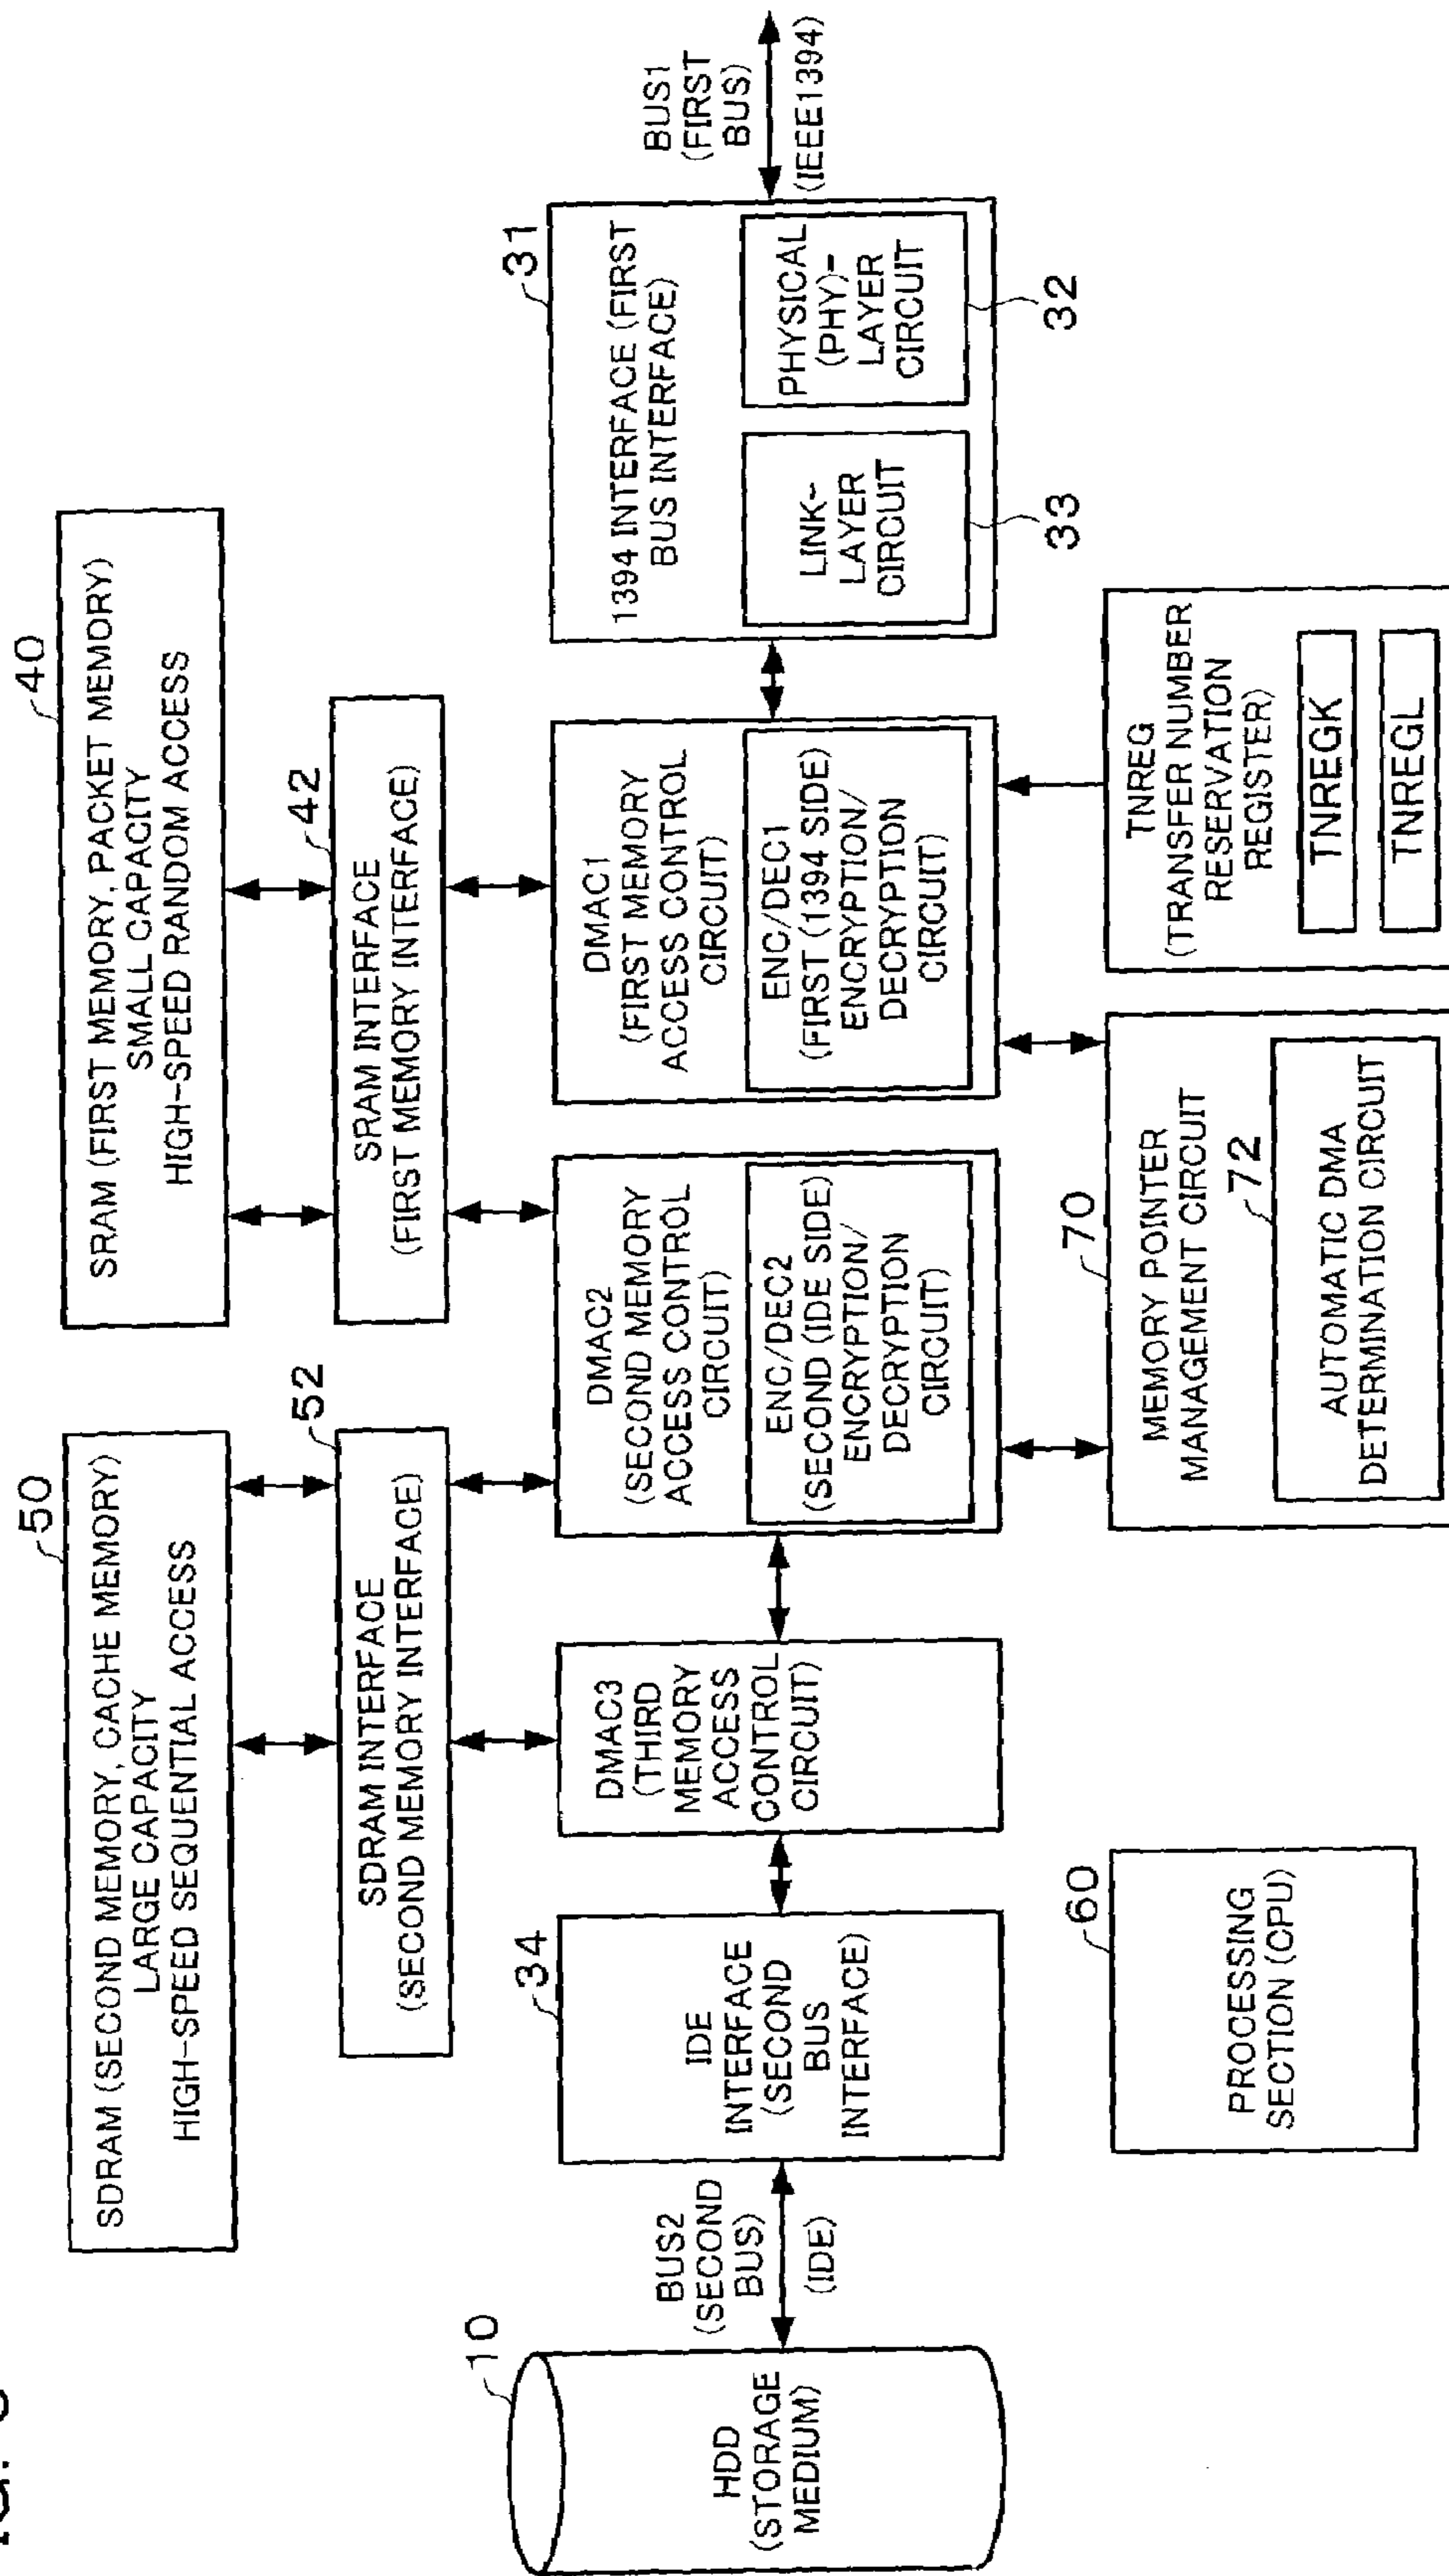 50
SDRAM (SECOND MEMORY, CACHE MEMORY)
LARGE CAPACITY
HIGH-SPEED SEQUENTIAL ACCESS
40
SRAM (FIRST MEMORY, PACKET MEMORY)
SMALL CAPACITY
HIGH-SPEED RANDOM ACCESS
52
SDRAM INTERFACE
(SECOND MEMORY INTERFACE)
42
SRAM INTERFACE
(FIRST MEMORY INTERFACE)
10
HDD
(STORAGE
MEDIUM)
BUS2
(SECOND
BUS)
(IDE)
34
IDE
INTERFACE
(SECOND
BUS
INTERFACE)
DMAC3
(THIRD
MEMORY
ACCESS
CONTROL
CIRCUIT)
DMAC2
(SECOND MEMORY
ACCESS CONTROL
CIRCUIT)
ENC/DEC2
(SECOND (IDE SIDE)
ENCRYPTION/
DECRYPTION
CIRCUIT)
DMAC1
(FIRST MEMORY
ACCESS CONTROL
CIRCUIT)
ENC/DEC1
(FIRST (1394 SIDE)
ENCRYPTION/
DECRYPTION
CIRCUIT)
31
1394 INTERFACE (FIRST
BUS INTERFACE)
LINK-
LAYER
CIRCUIT
33
PHYSICAL
(PHY)-
LAYER
CIRCUIT
32
BUS1
(FIRST
BUS)
(IEEE1394)
60
PROCESSING
SECTION (CPU)
70
MEMORY POINTER
MANAGEMENT CIRCUIT
72
AUTOMATIC DMA
DETERMINATION CIRCUIT
TNREG
(TRANSFER NUMBER
RESERVATION
REGISTER)
TNREGK
TNREGL